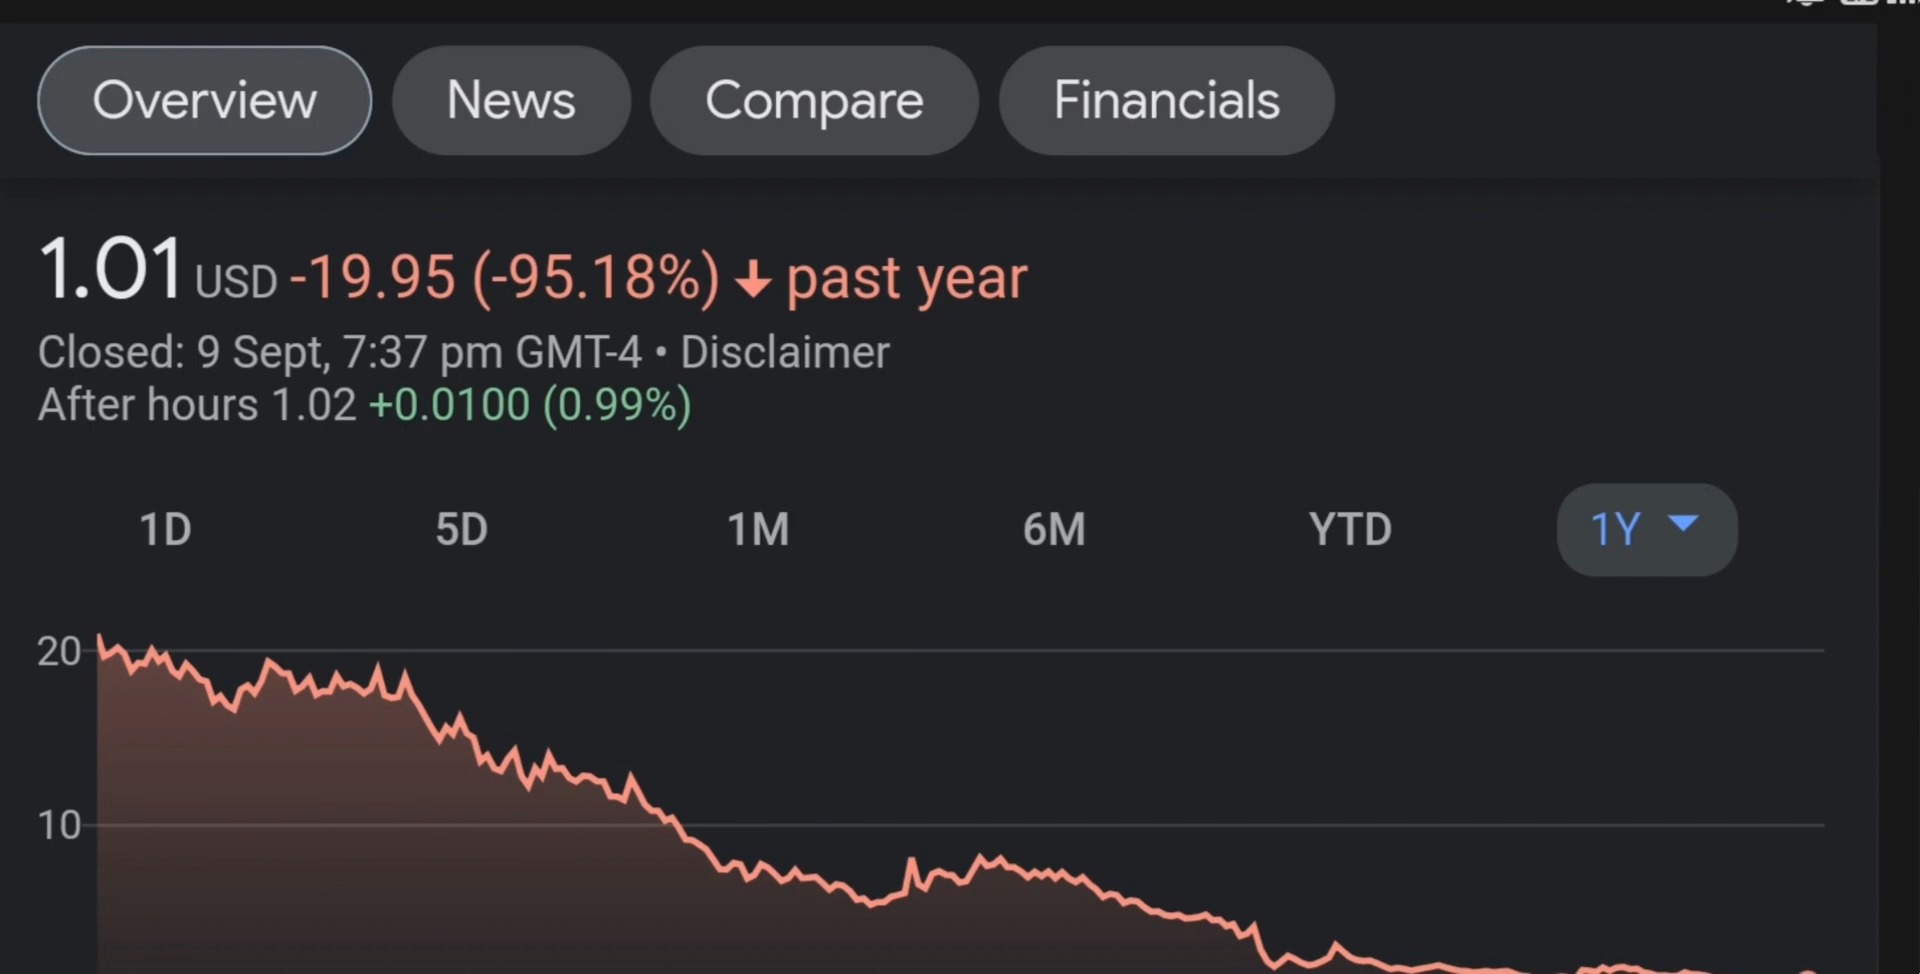 Overview News Compare Financials
1.01 USD -19.95 (-95.18%) ↓ past year
Closed: 9 Sept, 7:37 pm GMT-4 • Disclaimer
After hours 1.02 +0.0100 (0.99%)
1D 5D 1M 6M YTD 1Y
20
10